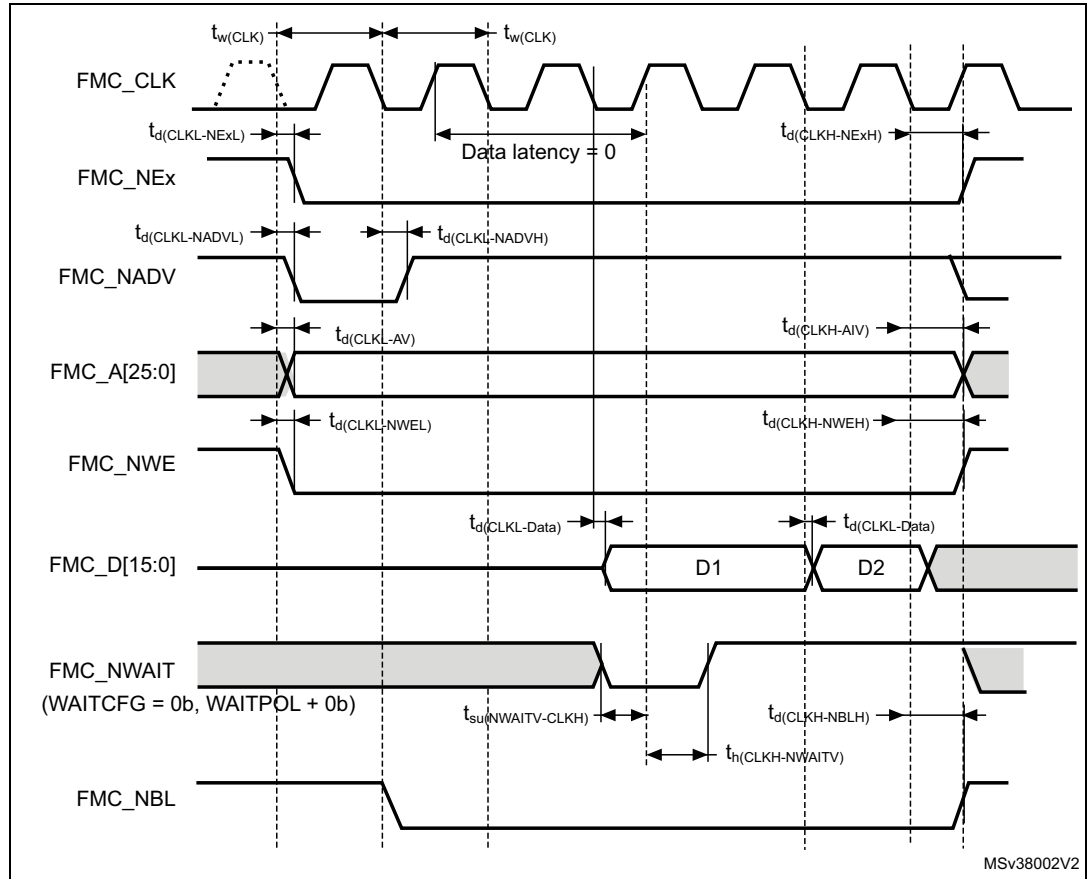 tw(CLK) tw(CLK)
FMC_CLK
td(CLKL-NExL) td(CLKH-NExH)
Data latency = 0
FMC_NEx
td(CLKL-NADVL) td(CLKL-NADVH)
FMC_NADV
td(CLKL-AV) td(CLKH-AIV)
FMC_A[25:0]
td(CLKL-NWEL) td(CLKH-NWEH)
FMC_NWE
td(CLKL-Data) td(CLKL-Data)
FMC_D[15:0] D1 D2
FMC_NWAIT
(WAITCFG = 0b, WAITPOL + 0b)
tsu(NWAITV-CLKH) td(CLKH-NBLH)
th(CLKH-NWAITV)
FMC_NBL
MSv38002V2